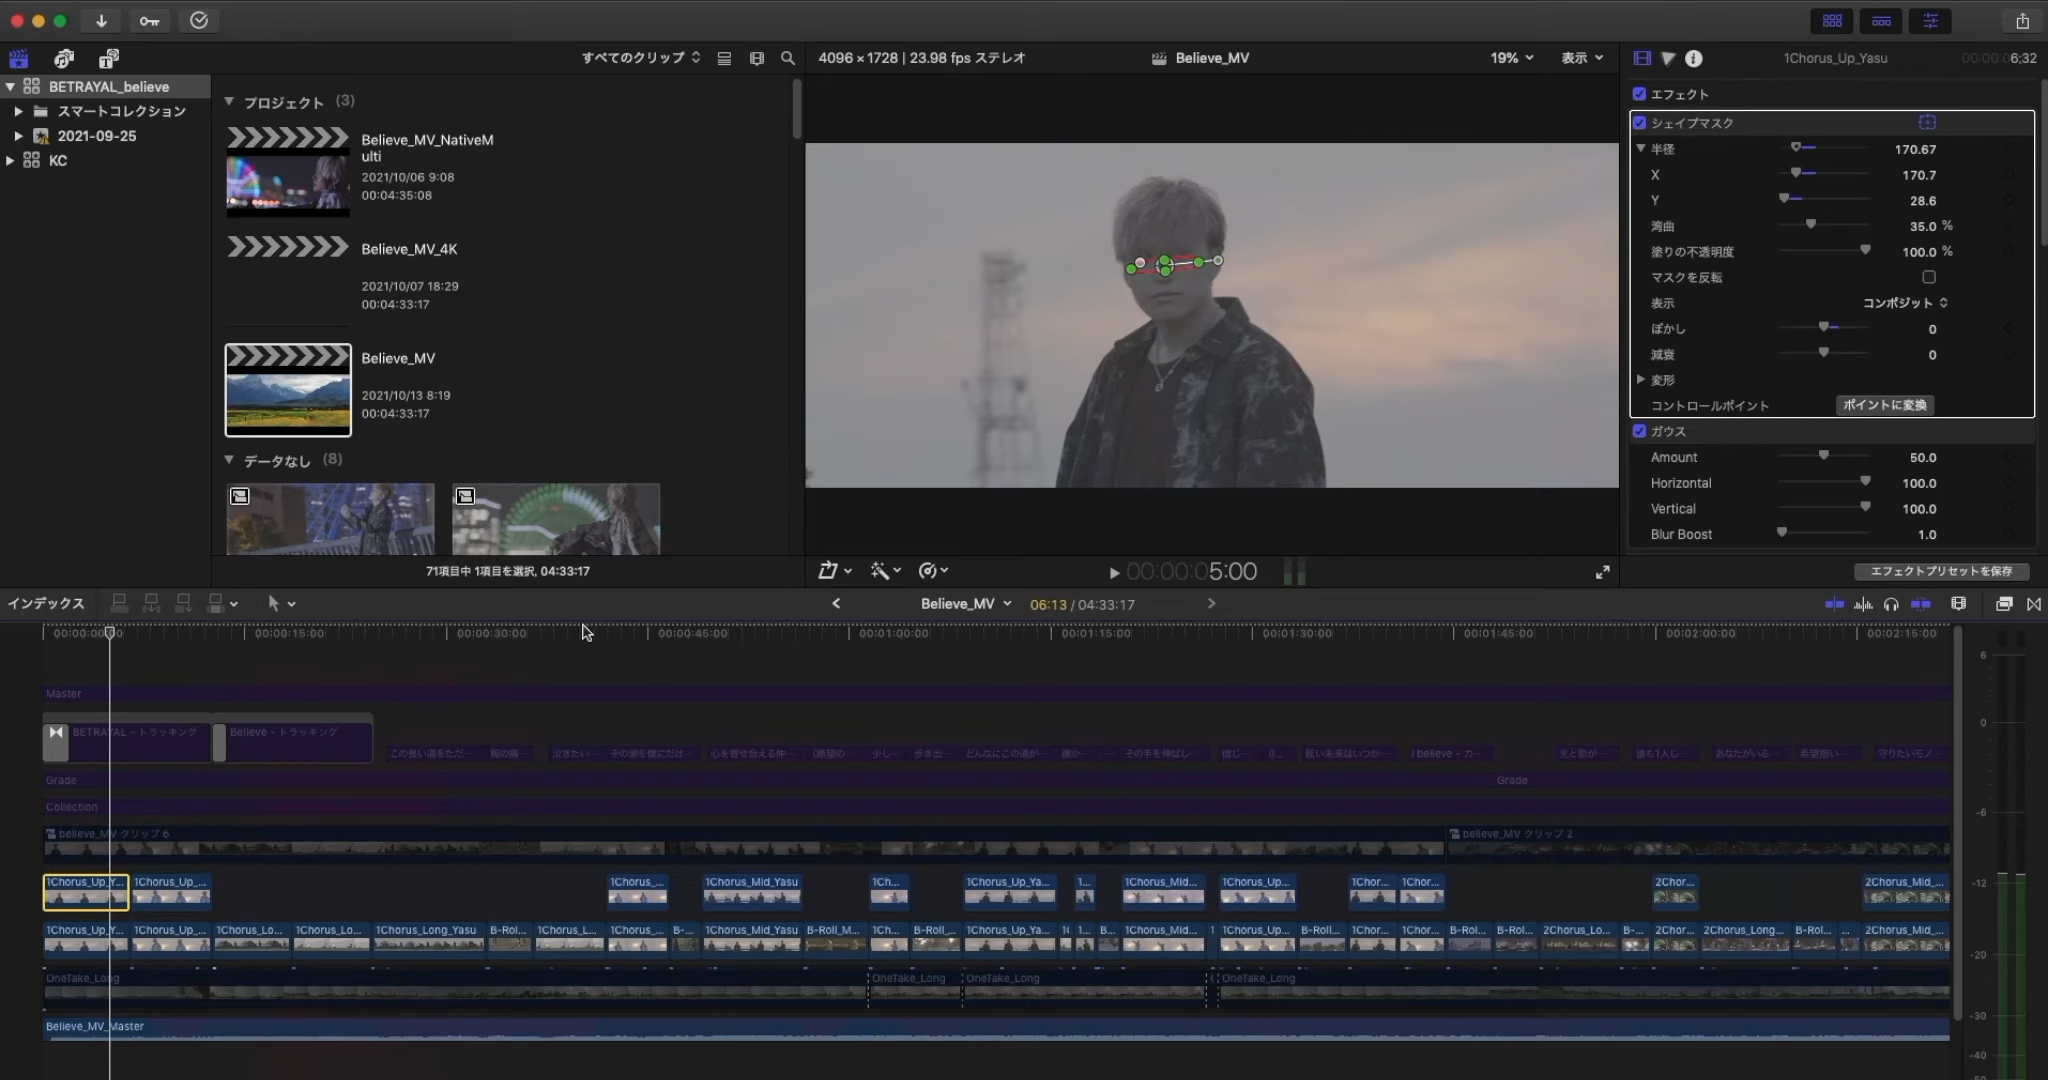 すべてのクリップ
4096 × 1728 | 23.98 fps ステレオ
Believe_MV
19%
表示
1Chorus_Up_Yasu
00:00:06:32
BETRAYAL_believe
スマートコレクション
2021-09-25
KC
プロジェクト (3)
Believe_MV_NativeM
ulti
2021/10/06 9:08
00:04:35:08
Believe_MV_4K
2021/10/07 18:29
00:04:33:17
Believe_MV
2021/10/13 8:19
00:04:33:17
データなし (8)
71項目中 1項目を選択, 04:33:17
エフェクト
シェイプマスク
半径 170.67
X 170.7
Y 28.6
湾曲 35.0 %
塗りの不透明度 100.0 %
マスクを反転
表示 コンポジット
ぼかし 0
減衰 0
変形
コントロールポイント ポイントに変換
ガウス
Amount 50.0
Horizontal 100.0
Vertical 100.0
Blur Boost 1.0
00:00:05:00
エフェクトプリセットを保存
インデックス
Believe_MV
06:13 / 04:33:17
00:00:00:00 00:00:15:00 00:00:30:00 00:00:45:00 00:01:00:00 00:01:15:00 00:01:30:00 00:01:45:00 00:02:00:00 00:02:15:00
Master
BETRAYAL - トラッキング Believe - トラッキング
この長い道をただ… 胸の痛… 泣きたい… その涙を僕にだけ… 心を寄せ合える仲… 少し… 歩き出… どんなにこの道が… その手を伸ばし… 信じ… 眩い未来はいつか… i believe - カ… 光と影が… 誰も1人じ… あなたがいる… 希望抱い… 守りたいモノ…
Grade Grade
Collection
believe_MV クリップ 6 believe_MV クリップ 2
1Chorus_Up_Y... 1Chorus_Up_... 1Chorus_... 1Chorus_Mid_Yasu 1Ch... 1Chorus_Up_Ya... 1... 1Chorus_Mid... 1Chorus_Up... 1Chor... 1Chor... 2Chor... 2Chorus_Mid_...
1Chorus_Up_Y... 1Chorus_Up_... 1Chorus_Lo... 1Chorus_Lo... 1Chorus_Long_Yasu B-Rol... 1Chorus_L... 1Chorus_... B-... 1Chorus_Mid_Yasu B-Roll_M... 1Ch... B-Roll_... 1Chorus_Up_Ya... 1... B... 1Chorus_Mid... 1 1Chorus_Up... B-Roll... 1Chor... 1Chor... B-Rol... B-Rol... 2Chorus_Lo... B-... 2Chor... 2Chorus_Long... B-Rol... ... 2Chorus_Mid_...
OneTake_Long OneTake_Long OneTake_Long OneTake_Long
Believe_MV_Master
6
0
-6
-12
-20
-30
-40